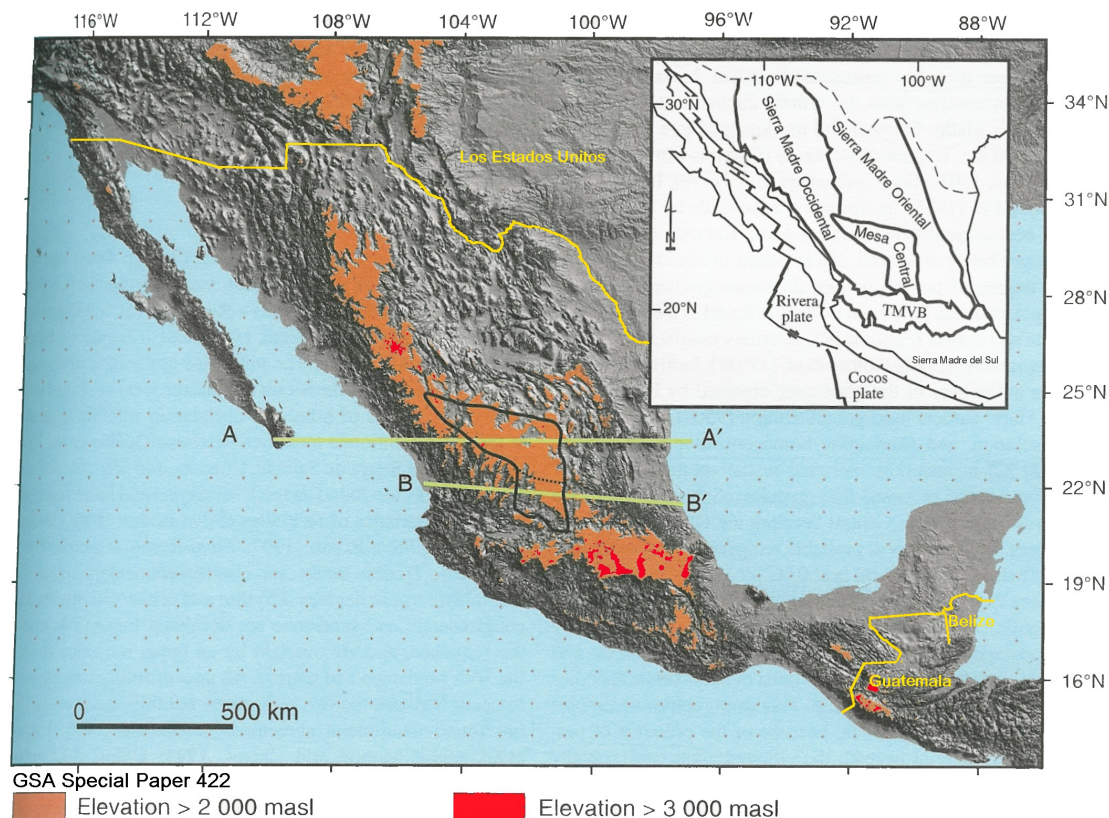 116°W 112°W 108°W 104°W 100°W 96°W 92°W 88°W
34°N
31°N
28°N
25°N
22°N
19°N
16°N
Los Estados Unitos
110°W 100°W
30°N
20°N
N
Sierra Madre Occidental
Sierra Madre Oriental
Mesa
Central
TMVB
Rivera
plate
Sierra Madre del Sul
Cocos
plate
A A′
B B′
Belize
Guatemala
0 500 km
GSA Special Paper 422
Elevation > 2 000 masl Elevation > 3 000 masl